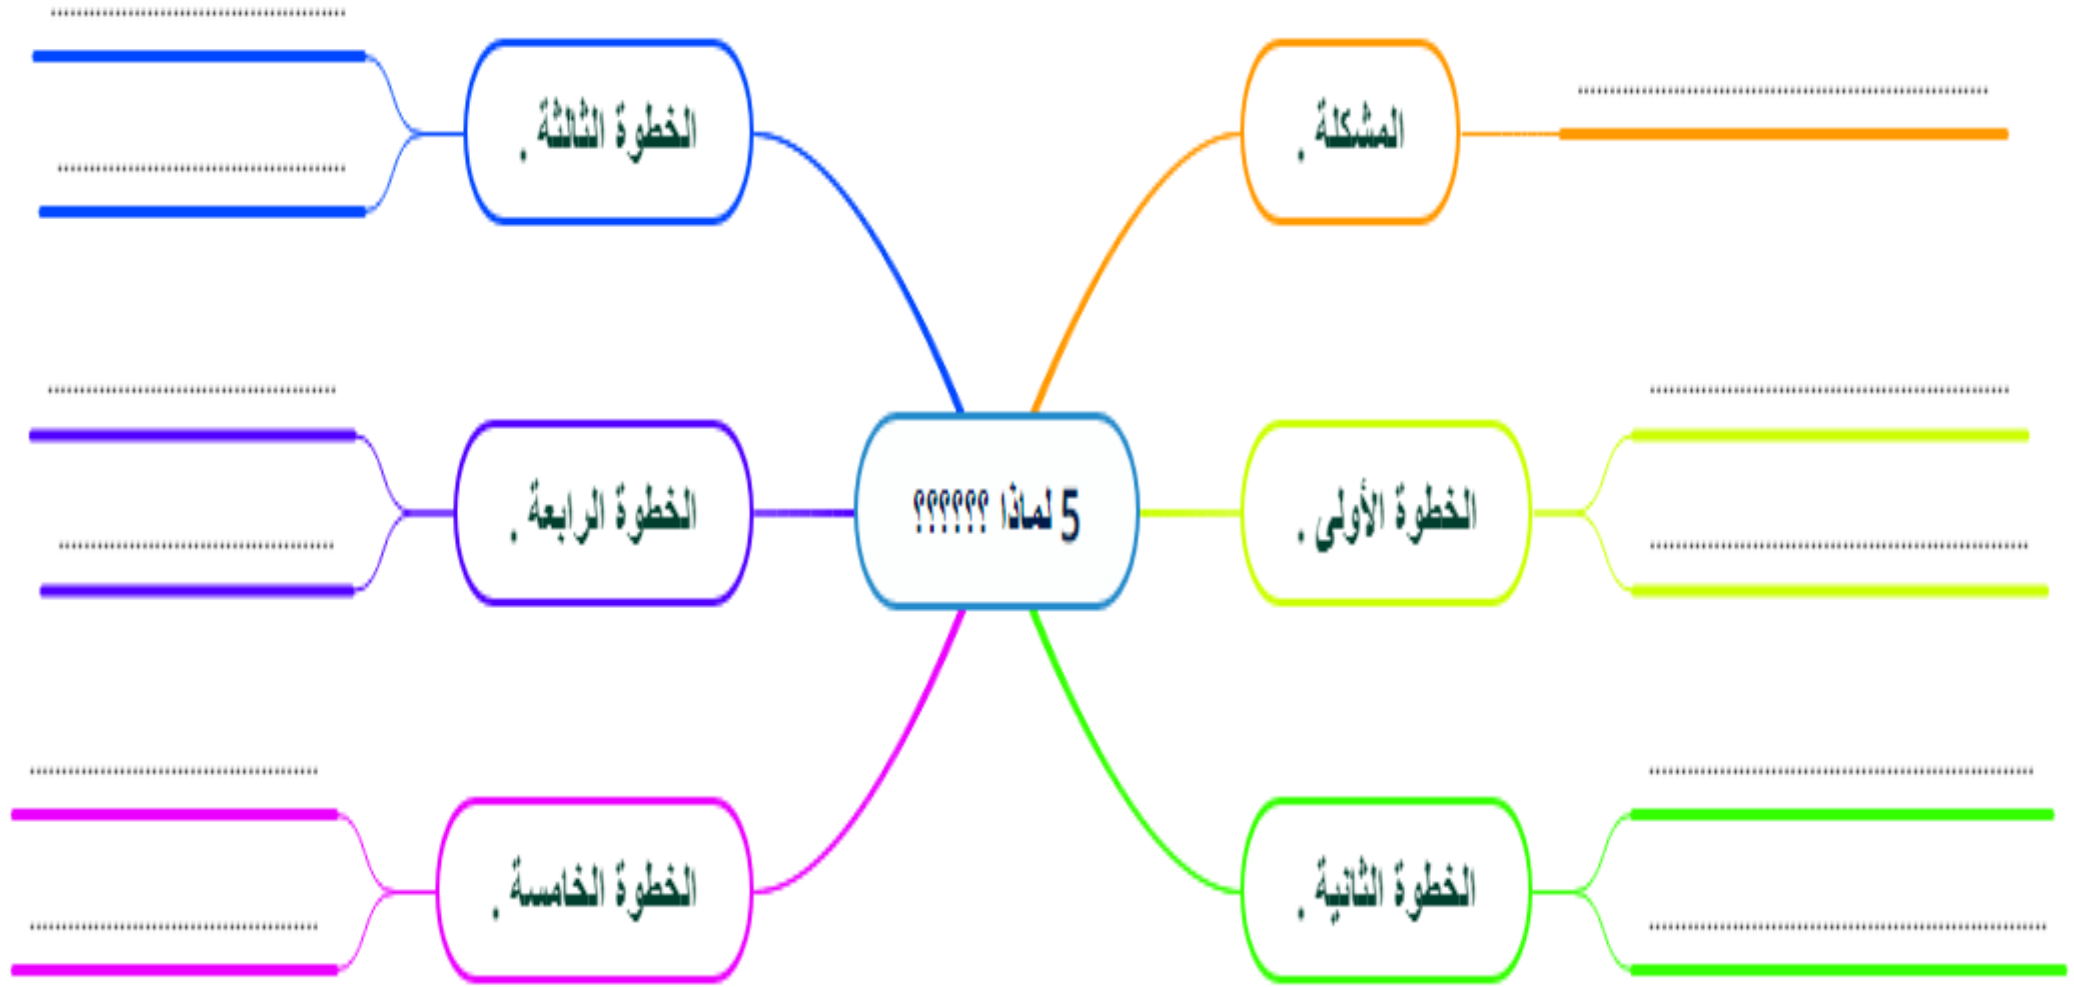 5 لماذا ؟؟؟؟؟؟
المشكلة .
....................................................................
الخطوة الأولى .
............................................................
...............................................................
الخطوة الثانية .
................................................................
..................................................................
الخطوة الثالثة .
.................................................
................................................
الخطوة الرابعة .
................................................
..............................................
الخطوة الخامسة .
................................................
................................................